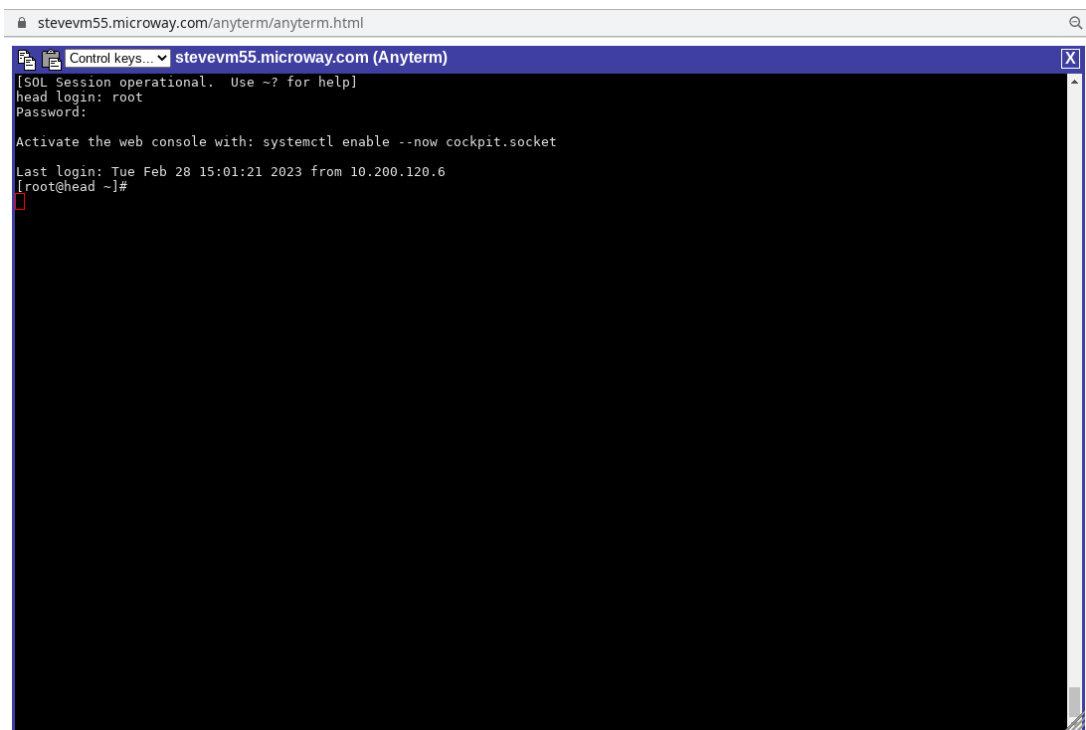 stevevm55.microway.com/anyterm/anyterm.html
Control keys... stevevm55.microway.com (Anyterm) X
[SOL Session operational.  Use ~? for help]
head login: root
Password:
Activate the web console with: systemctl enable --now cockpit.socket
Last login: Tue Feb 28 15:01:21 2023 from 10.200.120.6
[root@head ~]#